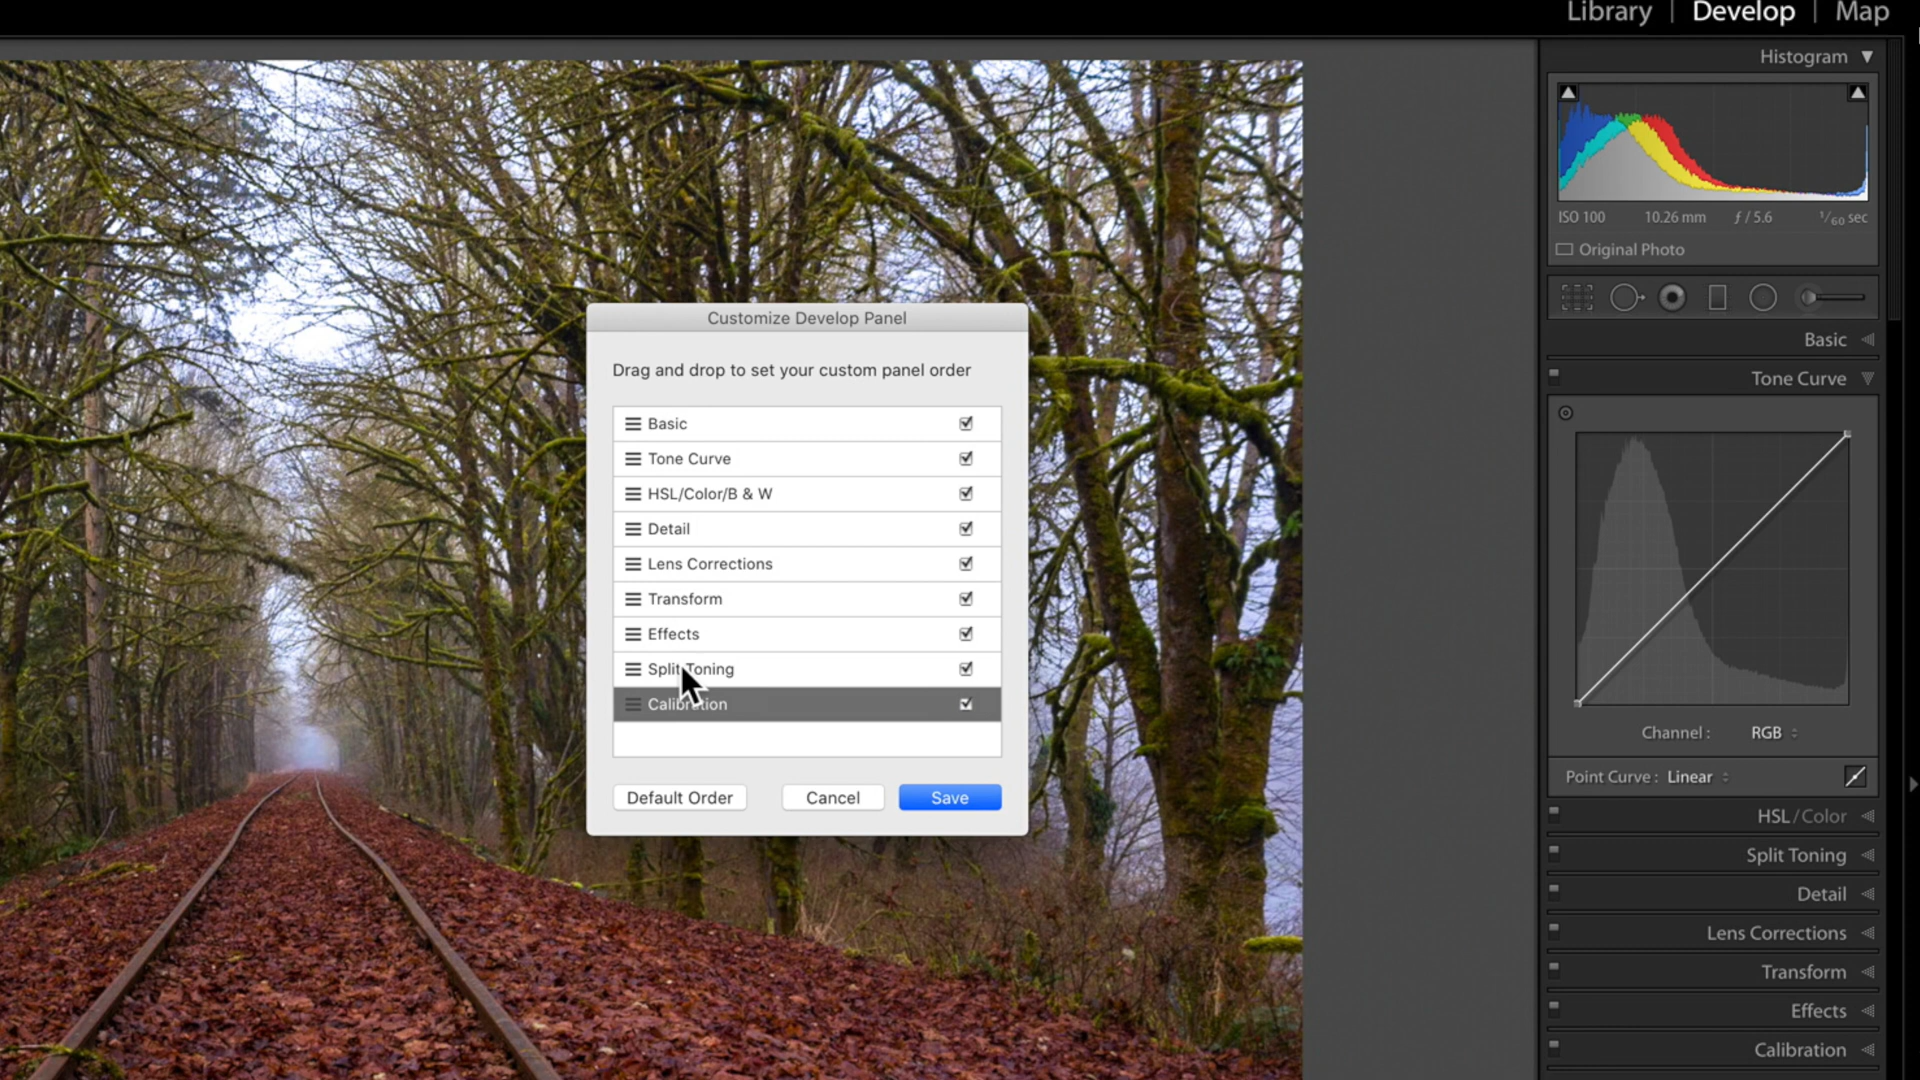 Library | Develop | Map
Histogram
ISO 100 10.26 mm ƒ / 5.6 1/60 sec
Original Photo
Basic
Tone Curve
Channel : RGB
Point Curve : Linear
HSL / Color
Split Toning
Detail
Lens Corrections
Transform
Effects
Calibration
Customize Develop Panel
Drag and drop to set your custom panel order
Basic
Tone Curve
HSL/Color/B & W
Detail
Lens Corrections
Transform
Effects
Split Toning
Calibration
Default Order Cancel Save